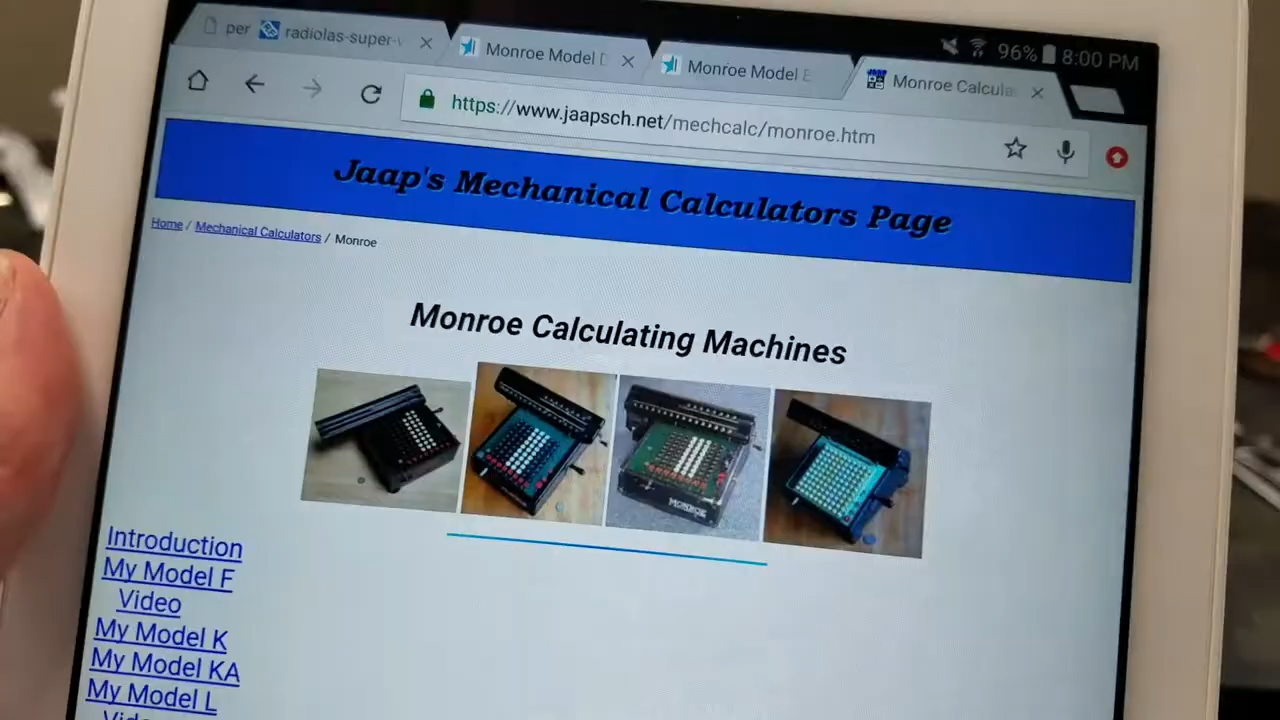 per radiolas-super-v
Monroe Model D
Monroe Model E
Monroe Calcula
96% 8:00 PM
https://www.jaapsch.net/mechcalc/monroe.htm
Jaap's Mechanical Calculators Page
Home / Mechanical Calculators / Monroe
Monroe Calculating Machines
MONROE
Introduction
My Model F
Video
My Model K
My Model KA
My Model L
Video